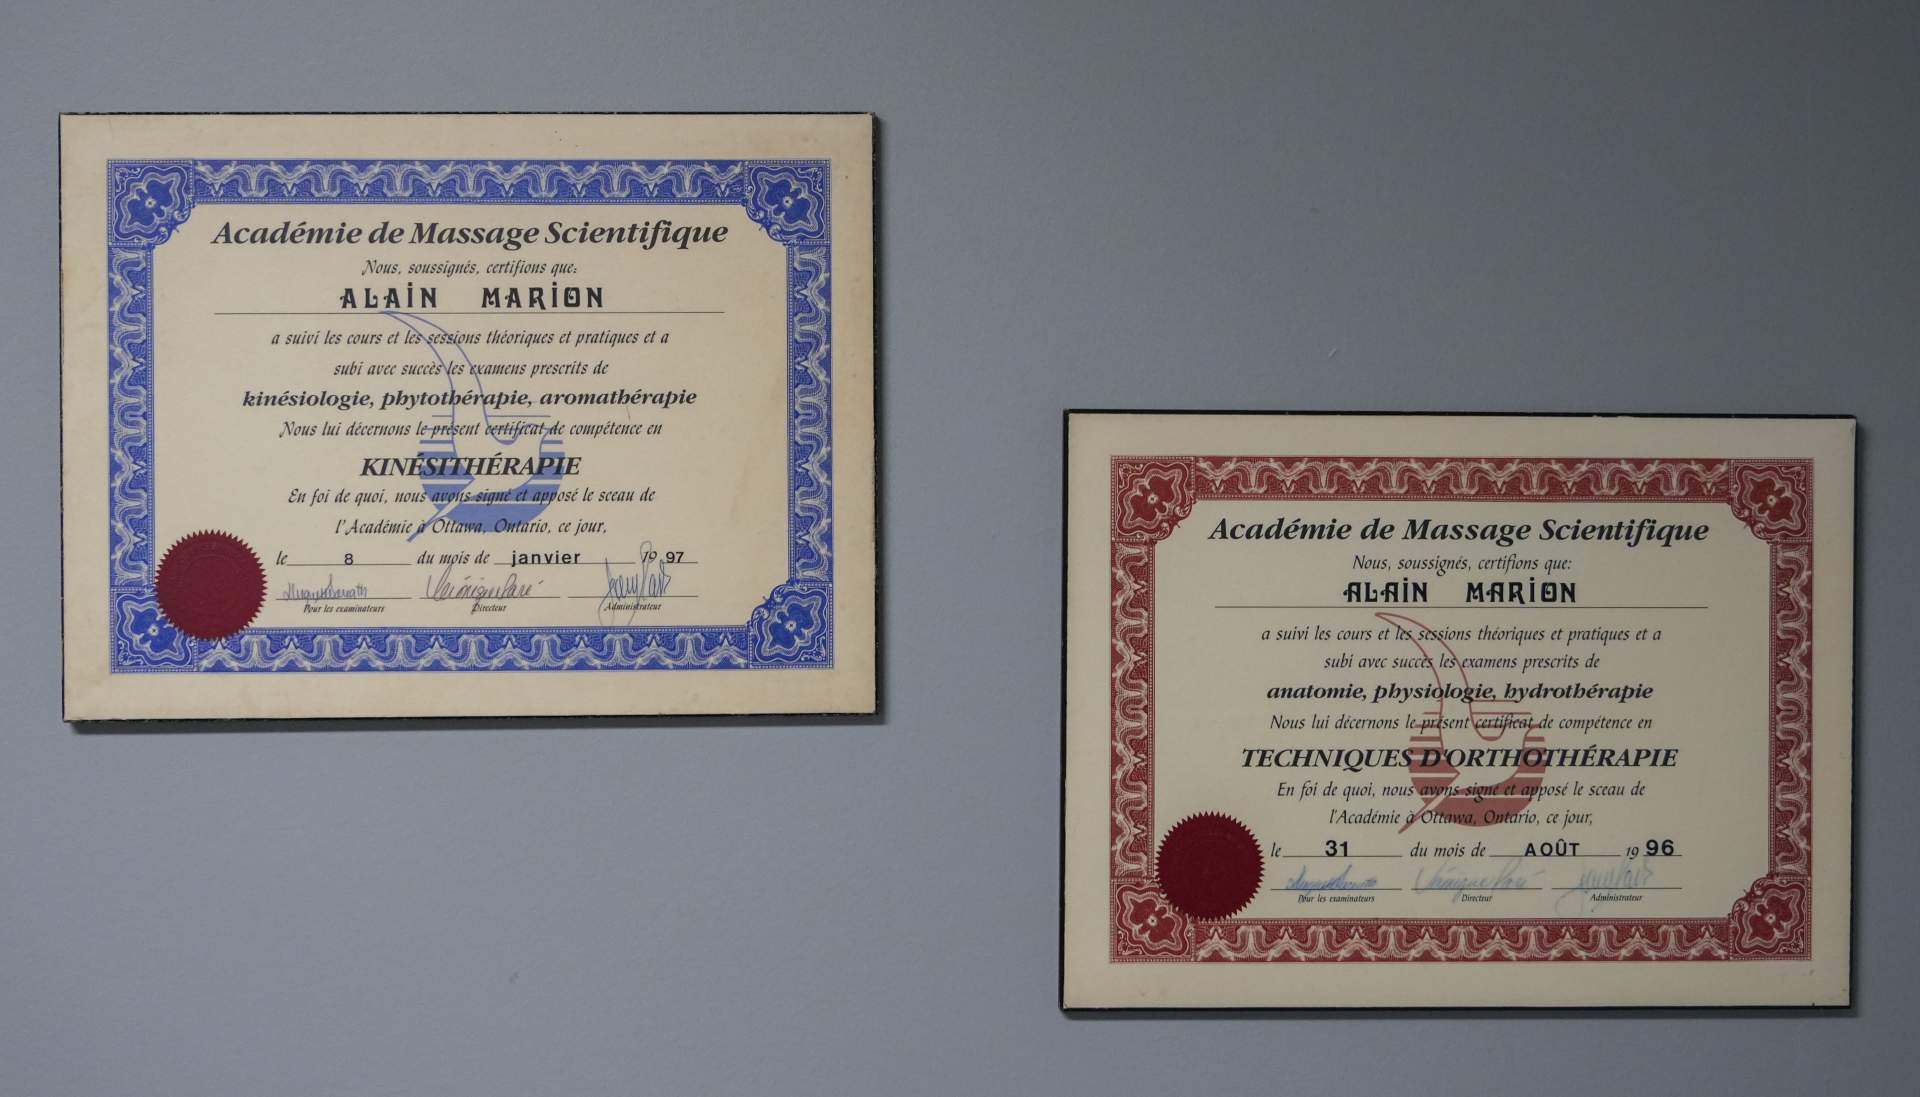 Académie de Massage Scientifique
Nous, soussignés, certifions que:
ALAIN MARION
a suivi les cours et les sessions théoriques et pratiques et a
subi avec succès les examens prescrits de
kinésiologie, phytothérapie, aromathérapie
Nous lui décernons le présent certificat de compétence en
KINÉSITHÉRAPIE
En foi de quoi, nous avons signé et apposé le sceau de
l'Académie à Ottawa, Ontario, ce jour,
le 8 du mois de janvier 19 97
Véronique Paré
Pour les examinateurs Directeur Administrateur
Académie de Massage Scientifique
Nous, soussignés, certifions que:
ALAIN MARION
a suivi les cours et les sessions théoriques et pratiques et a
subi avec succès les examens prescrits de
anatomie, physiologie, hydrothérapie
Nous lui décernons le présent certificat de compétence en
TECHNIQUES D'ORTHOTHÉRAPIE
En foi de quoi, nous avons signé et apposé le sceau de
l'Académie à Ottawa, Ontario, ce jour,
le 31 du mois de AOÛT 19 96
Véronique Paré
Pour les examinateurs Directeur Administrateur